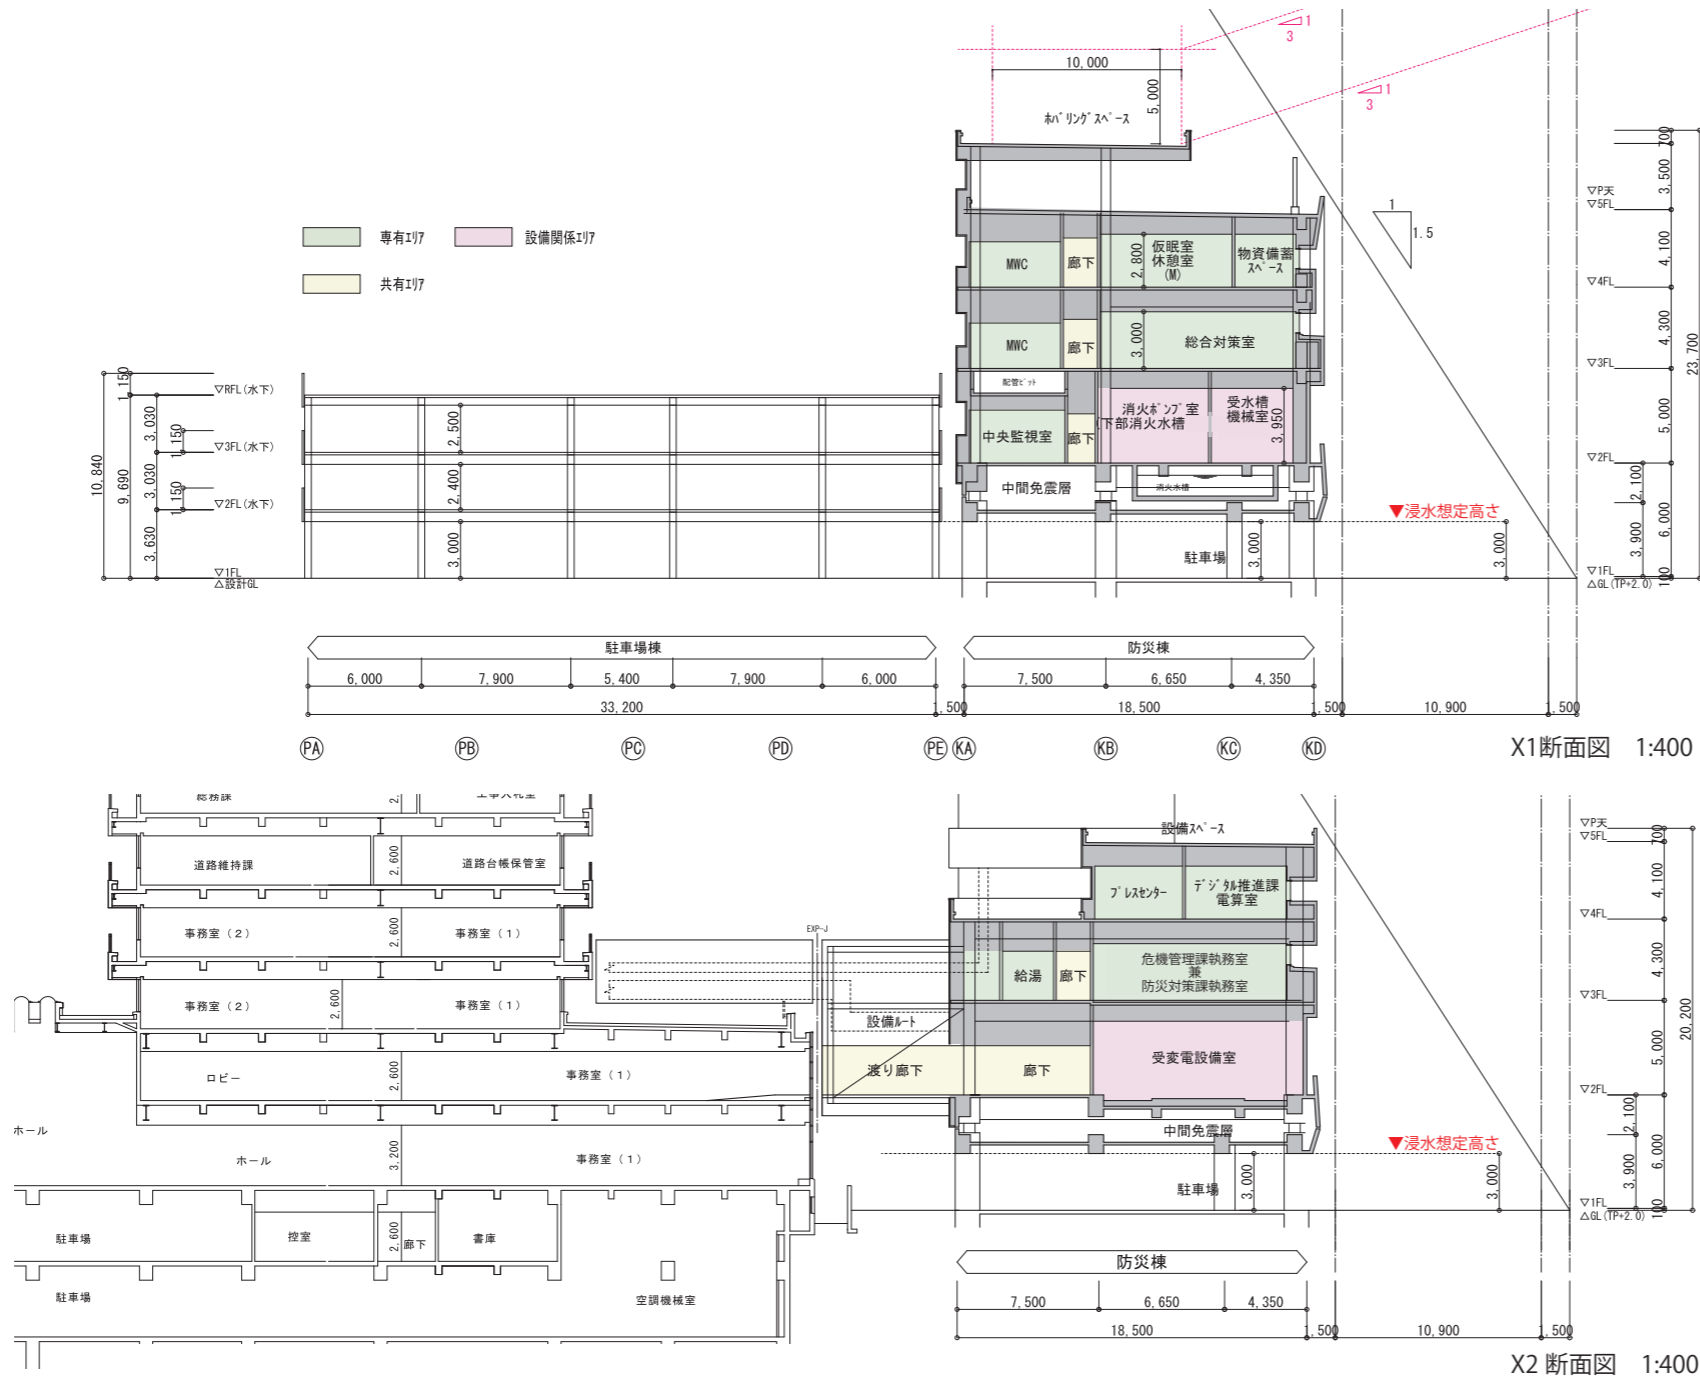 1
3
10,000
5,000
ﾎﾊﾞﾘﾝｸﾞｽﾍﾟｰｽ
1
3
専有ｴﾘｱ
設備関係ｴﾘｱ
共有ｴﾘｱ
MWC
廊下
2,800
仮眠室
休憩室
(M)
物資備蓄
ｽﾍﾟｰｽ
MWC
廊下
3,000
総合対策室
配管ﾋﾟｯﾄ
中央監視室
廊下
消火ﾎﾟﾝﾌﾟ室
下部消火水槽
受水槽
機械室
3,950
中間免震層
消火水槽
▼浸水想定高さ
駐車場
3,000
3,000
1
1.5
▽P天
▽5FL
▽4FL
▽3FL
▽2FL
▽1FL
△GL(TP+2.0)
700
3,500
4,100
4,300
5,000
2,100
6,000
3,900
100
23,700
▽RFL(水下)
▽3FL(水下)
▽2FL(水下)
▽1FL
△設計GL
1,150
3,030
1,150
3,030
1,150
3,630
9,690
10,840
2,500
2,400
3,000
駐車場棟
防災棟
6,000
7,900
5,400
7,900
6,000
7,500
6,650
4,350
33,200
1,500
18,500
1,500
10,900
1,500
PA
PB
PC
PD
PE
KA
KB
KC
KD
X1断面図 1:400
総務課
道路維持課
2,600
道路台帳保管室
事務室(2)
2,600
事務室(1)
事務室(2)
2,600
事務室(1)
ロビー
2,600
事務室(1)
ホール
ホール
3,200
事務室(1)
駐車場
控室
2,600
廊下
書庫
駐車場
空調機械室
EXP-J
設備ルート
渡り廊下
廊下
設備ｽﾍﾟｰｽ
ﾌﾟﾚｽｾﾝﾀｰ
ﾃﾞｼﾞﾀﾙ推進課
電算室
給湯
廊下
危機管理課執務室
兼
防災対策課執務室
受変電設備室
中間免震層
▼浸水想定高さ
駐車場
3,000
3,000
▽P天
▽5FL
▽4FL
▽3FL
▽2FL
▽1FL
△GL(TP+2.0)
700
4,100
4,300
5,000
2,100
6,000
3,900
100
20,200
防災棟
7,500
6,650
4,350
18,500
1,500
10,900
1,500
X2 断面図 1:400